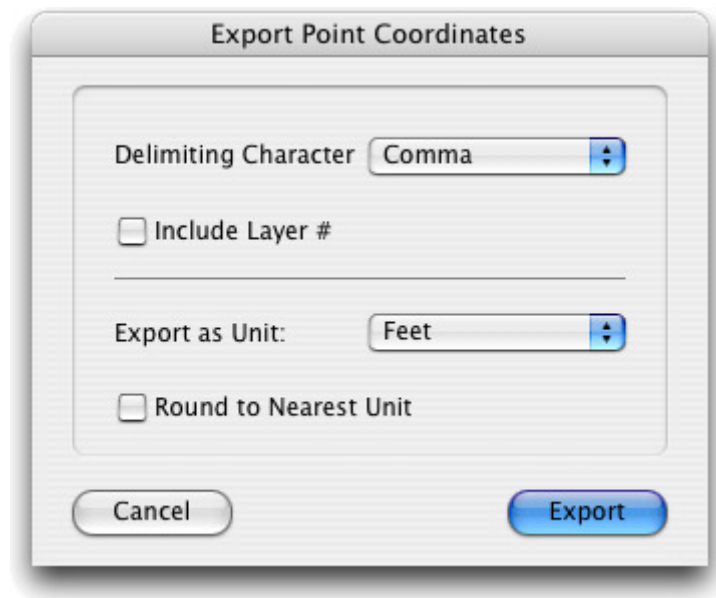 Export Point Coordinates
Delimiting Character Comma
Include Layer #
Export as Unit: Feet
Round to Nearest Unit
Cancel Export